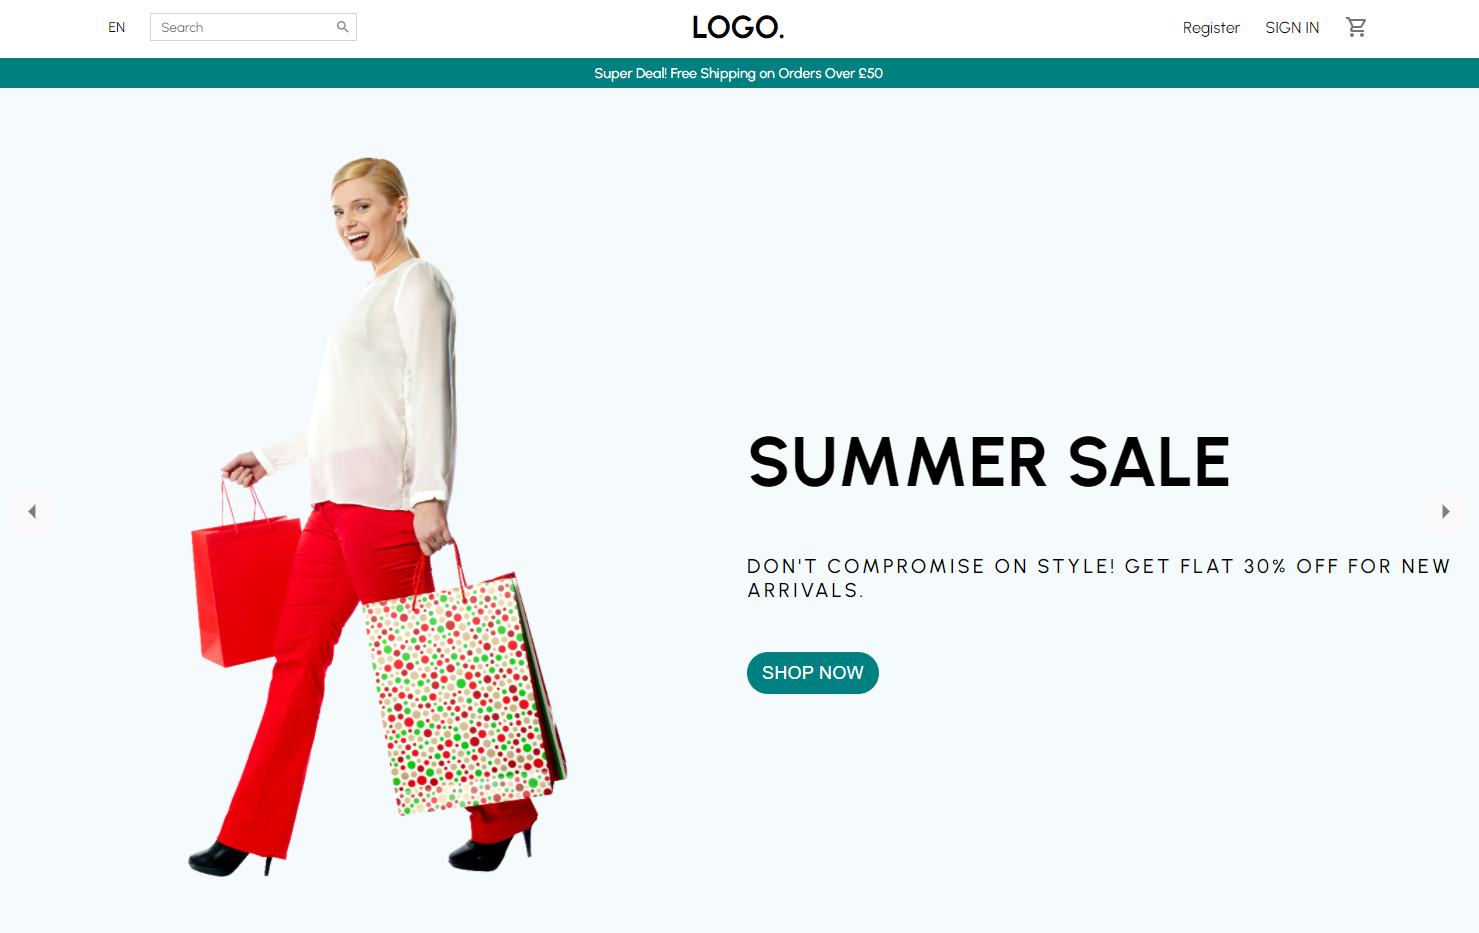 EN
Search
LOGO.
Register
SIGN IN
Super Deal! Free Shipping on Orders Over £50
SUMMER SALE
DON'T COMPROMISE ON STYLE! GET FLAT 30% OFF FOR NEW
ARRIVALS.
SHOP NOW